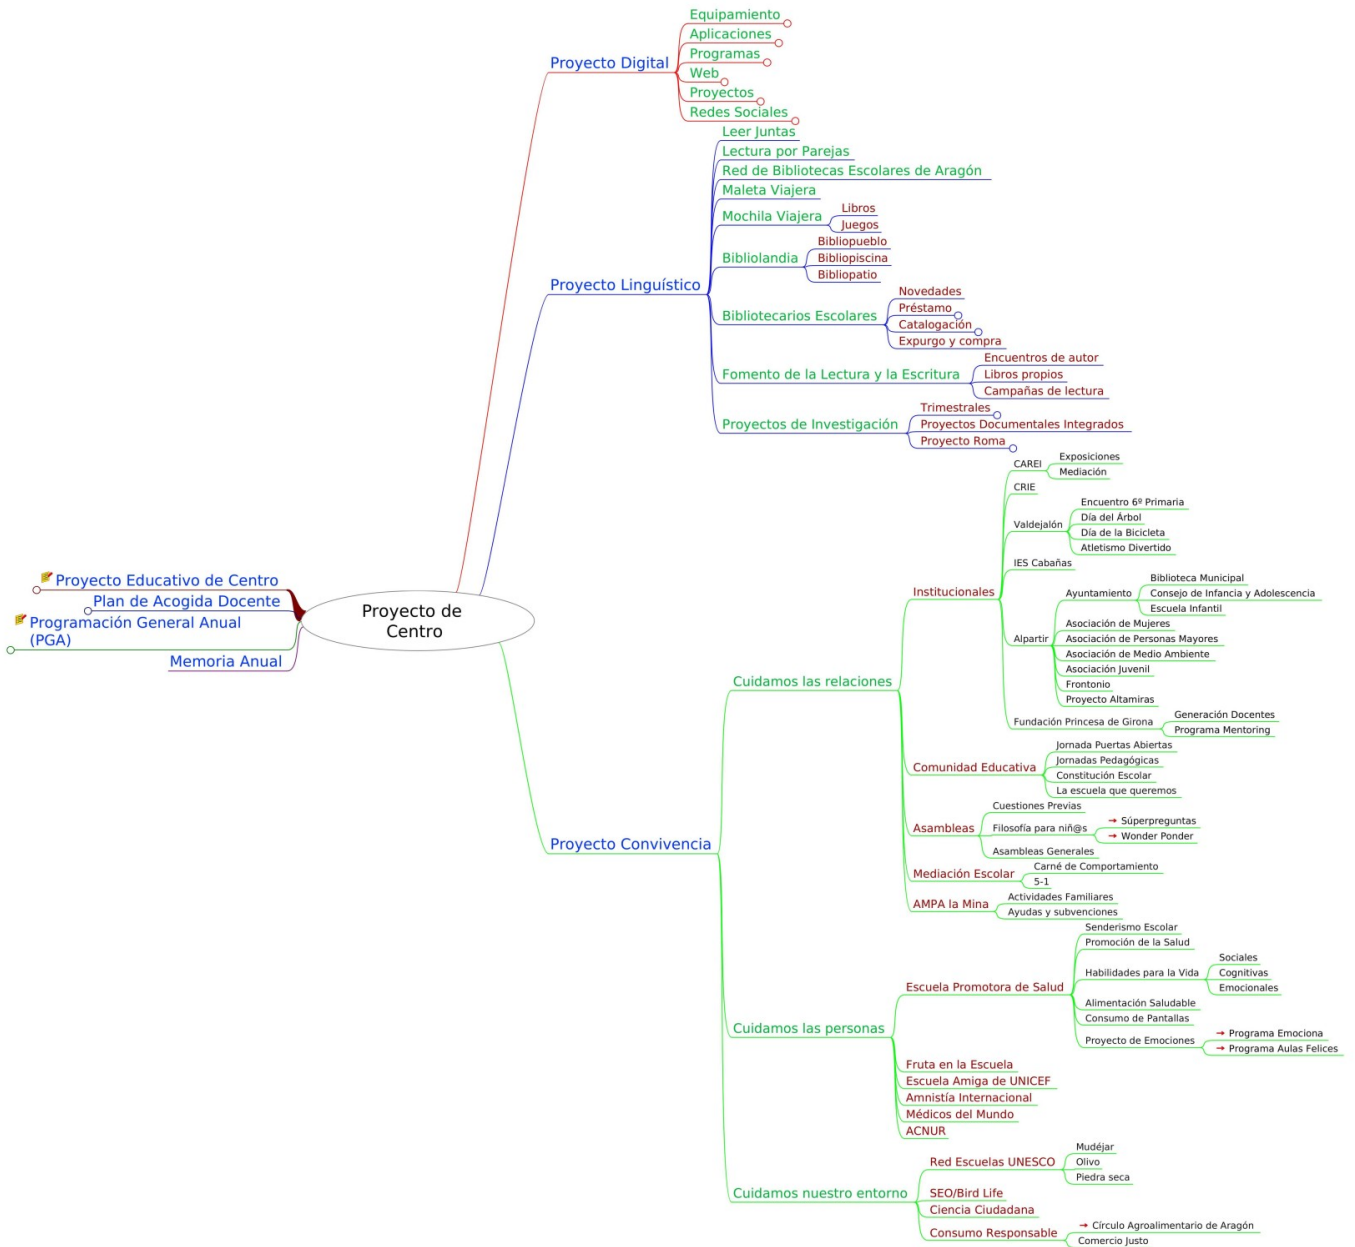 Equipamiento
Aplicaciones
Programas
Proyecto Digital
Web
Proyectos
Redes Sociales
Leer Juntas
Lectura por Parejas
Red de Bibliotecas Escolares de Aragón
Maleta Viajera
Mochila Viajera
Libros
Juegos
Bibliolandia
Bibliopueblo
Bibliopiscina
Bibliopatio
Proyecto Linguístico
Bibliotecarios Escolares
Novedades
Préstamo
Catalogación
Expurgo y compra
Fomento de la Lectura y la Escritura
Encuentros de autor
Libros propios
Campañas de lectura
Proyectos de Investigación
Trimestrales
Proyectos Documentales Integrados
Proyecto Roma
Proyecto Educativo de Centro
Plan de Acogida Docente
Programación General Anual
(PGA)
Memoria Anual
Proyecto de
Centro
Proyecto Convivencia
Cuidamos las relaciones
Institucionales
CAREI
Exposiciones
Mediación
CRIE
Valdejalón
Encuentro 6º Primaria
Día del Árbol
Día de la Bicicleta
Atletismo Divertido
IES Cabañas
Alpartir
Ayuntamiento
Biblioteca Municipal
Consejo de Infancia y Adolescencia
Escuela Infantil
Asociación de Mujeres
Asociación de Personas Mayores
Asociación de Medio Ambiente
Asociación Juvenil
Frontonio
Proyecto Altamiras
Fundación Princesa de Girona
Generación Docentes
Programa Mentoring
Comunidad Educativa
Jornada Puertas Abiertas
Jornadas Pedagógicas
Constitución Escolar
La escuela que queremos
Asambleas
Cuestiones Previas
Filosofía para niñ@s
→ Súperpreguntas
→ Wonder Ponder
Asambleas Generales
Mediación Escolar
Carné de Comportamiento
5-1
AMPA la Mina
Actividades Familiares
Ayudas y subvenciones
Cuidamos las personas
Escuela Promotora de Salud
Senderismo Escolar
Promoción de la Salud
Habilidades para la Vida
Sociales
Cognitivas
Emocionales
Alimentación Saludable
Consumo de Pantallas
Proyecto de Emociones
→ Programa Emociona
→ Programa Aulas Felices
Fruta en la Escuela
Escuela Amiga de UNICEF
Amnistía Internacional
Médicos del Mundo
ACNUR
Cuidamos nuestro entorno
Red Escuelas UNESCO
Mudéjar
Olivo
Piedra seca
SEO/Bird Life
Ciencia Ciudadana
Consumo Responsable
→ Círculo Agroalimentario de Aragón
Comercio Justo